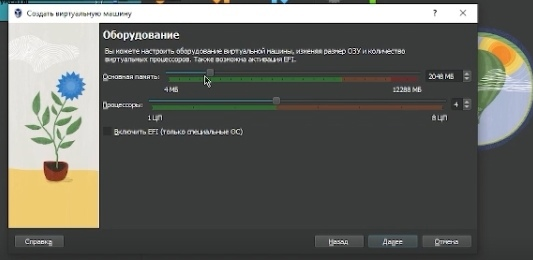 Создать виртуальную машину
Оборудование
Вы можете настроить оборудование виртуальной машины, изменяя размер ОЗУ и количество
виртуальных процессоров. Также возможна активация EFI.
Основная память: 2048 МБ
4 МБ 12288 МБ
Процессоры: 4
1 ЦП 8 ЦП
Включить EFI (только специальные ОС)
Справка Назад Далее Отмена